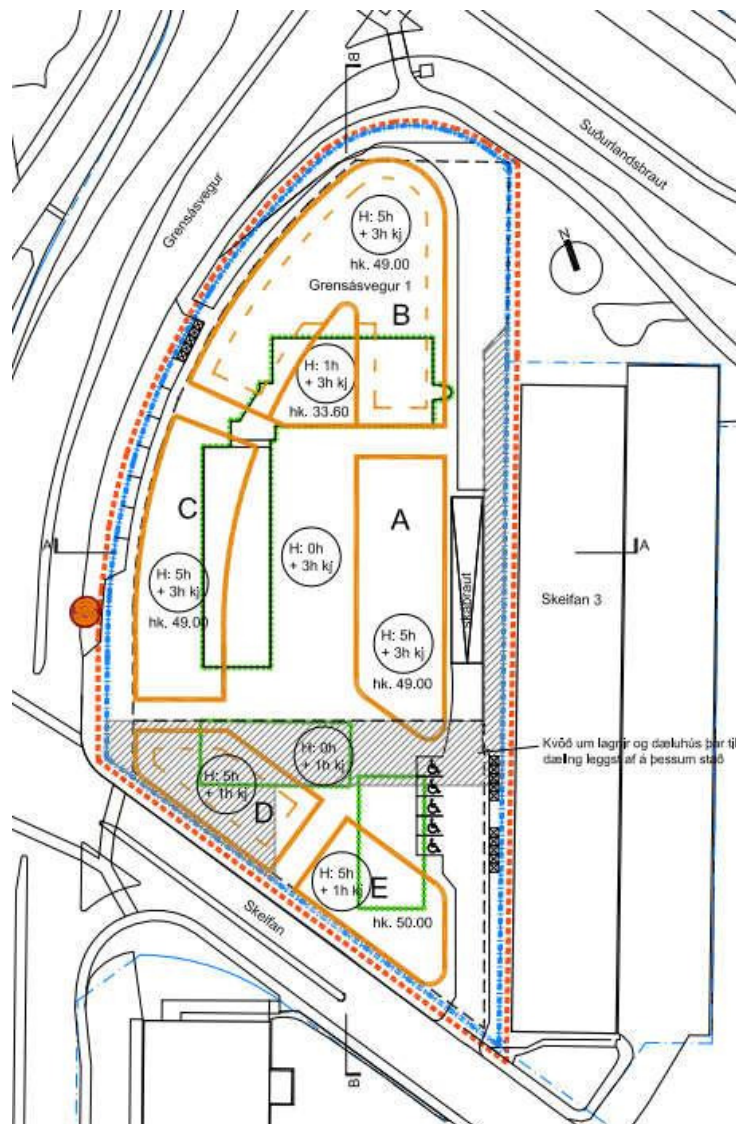 B
Suðurlandsbraut
Grensásvegur
H: 5h
+ 3h kj
hk. 49.00
Grensásvegur 1
N
B
H: 1h
+ 3h kj
hk. 33.60
C
A
A
H: 0h
+ 3h kj
A
H: 5h
+ 3h kj
hk. 49.00
skábraut
Skeifan 3
H: 5h
+ 3h kj
hk. 49.00
S
Kvöð um lagnir og dæluhús þar til
dæling leggst af á þessum stað
H: 0h
+ 1h kj
H: 5h
+ 1h kj
D
H: 5h
+ 1h kj
E
hk. 50.00
Skeifan
B